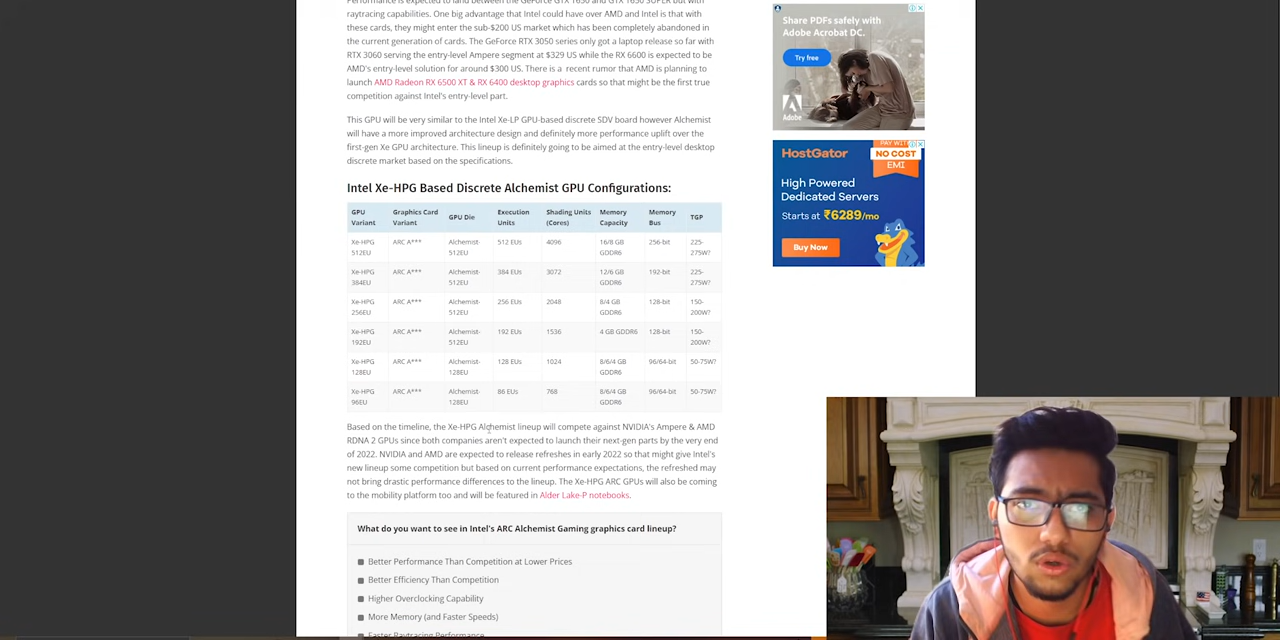 Performance is expected to land between the GeForce GTX 1650 and GTX 1650 SUPER but with
raytracing capabilities. One big advantage that Intel could have over AMD and Intel is that with
these cards, they might enter the sub-$200 US market which has been completely abandoned in
the current generation of cards. The GeForce RTX 3050 series only got a laptop release so far with
RTX 3060 serving the entry-level Ampere segment at $329 US while the RX 6600 is expected to be
AMD's entry-level solution for around $300 US. There is a recent rumor that AMD is planning to
launch AMD Radeon RX 6500 XT & RX 6400 desktop graphics cards so that might be the first true
competition against Intel's entry-level part.
This GPU will be very similar to the Intel Xe-LP GPU-based discrete SDV board however Alchemist
will have a more improved architecture design and definitely more performance uplift over the
first-gen Xe GPU architecture. This lineup is definitely going to be aimed at the entry-level desktop
discrete market based on the specifications.
Intel Xe-HPG Based Discrete Alchemist GPU Configurations:
GPU Variant Graphics Card Variant GPU Die Execution Units Shading Units (Cores) Memory Capacity Memory Bus TGP
Xe-HPG 512EU ARC A*** Alchemist-512EU 512 EUs 4096 16/8 GB GDDR6 256-bit 225-275W?
Xe-HPG 384EU ARC A*** Alchemist-512EU 384 EUs 3072 12/6 GB GDDR6 192-bit 225-275W?
Xe-HPG 256EU ARC A*** Alchemist-512EU 256 EUs 2048 8/4 GB GDDR6 128-bit 150-200W?
Xe-HPG 192EU ARC A*** Alchemist-512EU 192 EUs 1536 4 GB GDDR6 128-bit 150-200W?
Xe-HPG 128EU ARC A*** Alchemist-128EU 128 EUs 1024 8/6/4 GB GDDR6 96/64-bit 50-75W?
Xe-HPG 96EU ARC A*** Alchemist-128EU 86 EUs 768 8/6/4 GB GDDR6 96/64-bit 50-75W?
Based on the timeline, the Xe-HPG Alchemist lineup will compete against NVIDIA's Ampere & AMD
RDNA 2 GPUs since both companies aren't expected to launch their next-gen parts by the very end
of 2022. NVIDIA and AMD are expected to release refreshes in early 2022 so that might give Intel's
new lineup some competition but based on current performance expectations, the refreshed may
not bring drastic performance differences to the lineup. The Xe-HPG ARC GPUs will also be coming
to the mobility platform too and will be featured in Alder Lake-P notebooks.
What do you want to see in Intel's ARC Alchemist Gaming graphics card lineup?
Better Performance Than Competition at Lower Prices
Better Efficiency Than Competition
Higher Overclocking Capability
More Memory (and Faster Speeds)
Faster Raytracing Performance
Share PDFs safely with
Adobe Acrobat DC.
Try free
Adobe
HostGator
PAY WITH
NO COST
EMI
High Powered
Dedicated Servers
Starts at ₹6289/mo
Buy Now